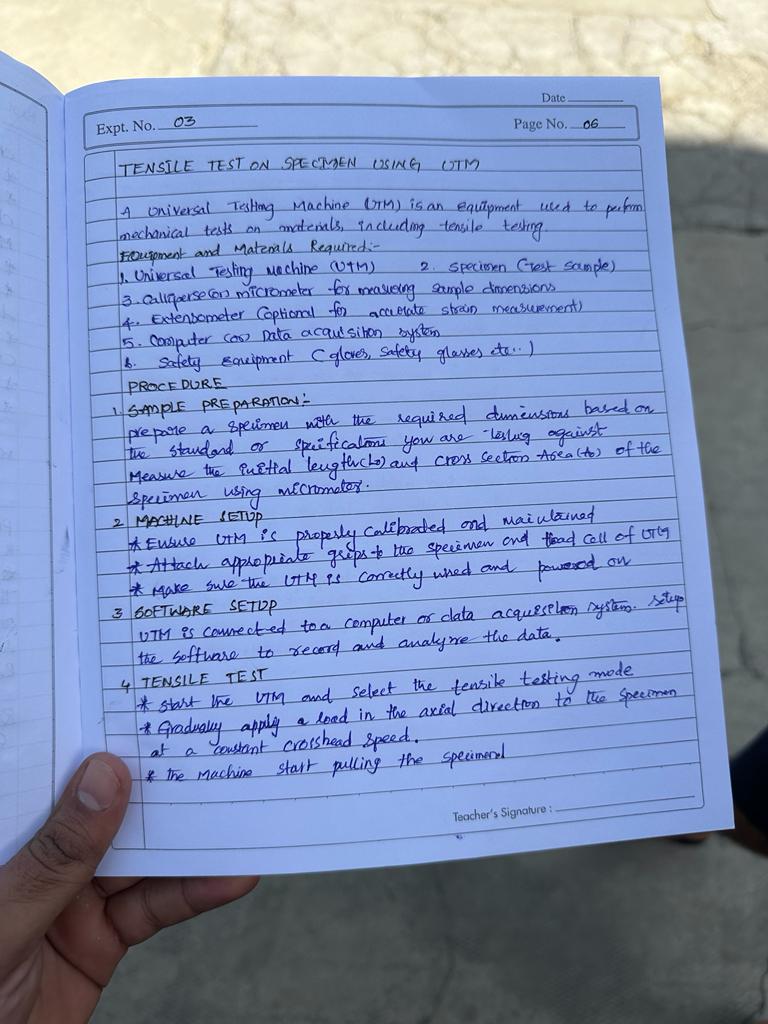 Date
Expt. No. 03
Page No. 06
TENSILE TEST ON SPECIMEN USING UTM
A Universal Testing Machine (UTM) is an equipment used to perform
mechanical tests on materials, including tensile testing.
Equipment and Materials Required:-
1. Universal Testing Machine (UTM) 2. Specimen (test sample)
3. Callipers (or) micrometer for measuring sample dimensions
4. Extensometer (optional for accurate strain measurement)
5. Computer (or) Data acquisition system
6. Safety equipment (gloves, safety glasses etc..)
PROCEDURE
1. SAMPLE PREPARATION:-
prepare a specimen with the required dimensions based on
the standard or specifications you are testing against
Measure the initial length (L0) and cross section Area (A0) of the
specimen using micrometer.
2 MACHINE SETUP
* Ensure UTM is properly calibrated and maintained
* Attach appropriate grips to the specimen and load cell of UTM
* Make sure the UTM is correctly wired and powered on
3 SOFTWARE SETUP
UTM is connected to a computer or data acquisition system. setup
the software to record and analyze the data.
4 TENSILE TEST
* start the UTM and select the tensile testing mode
* Gradually apply a load in the axial direction to the specimen
at a constant crosshead speed.
* the Machine start pulling the specimen
Teacher's Signature :